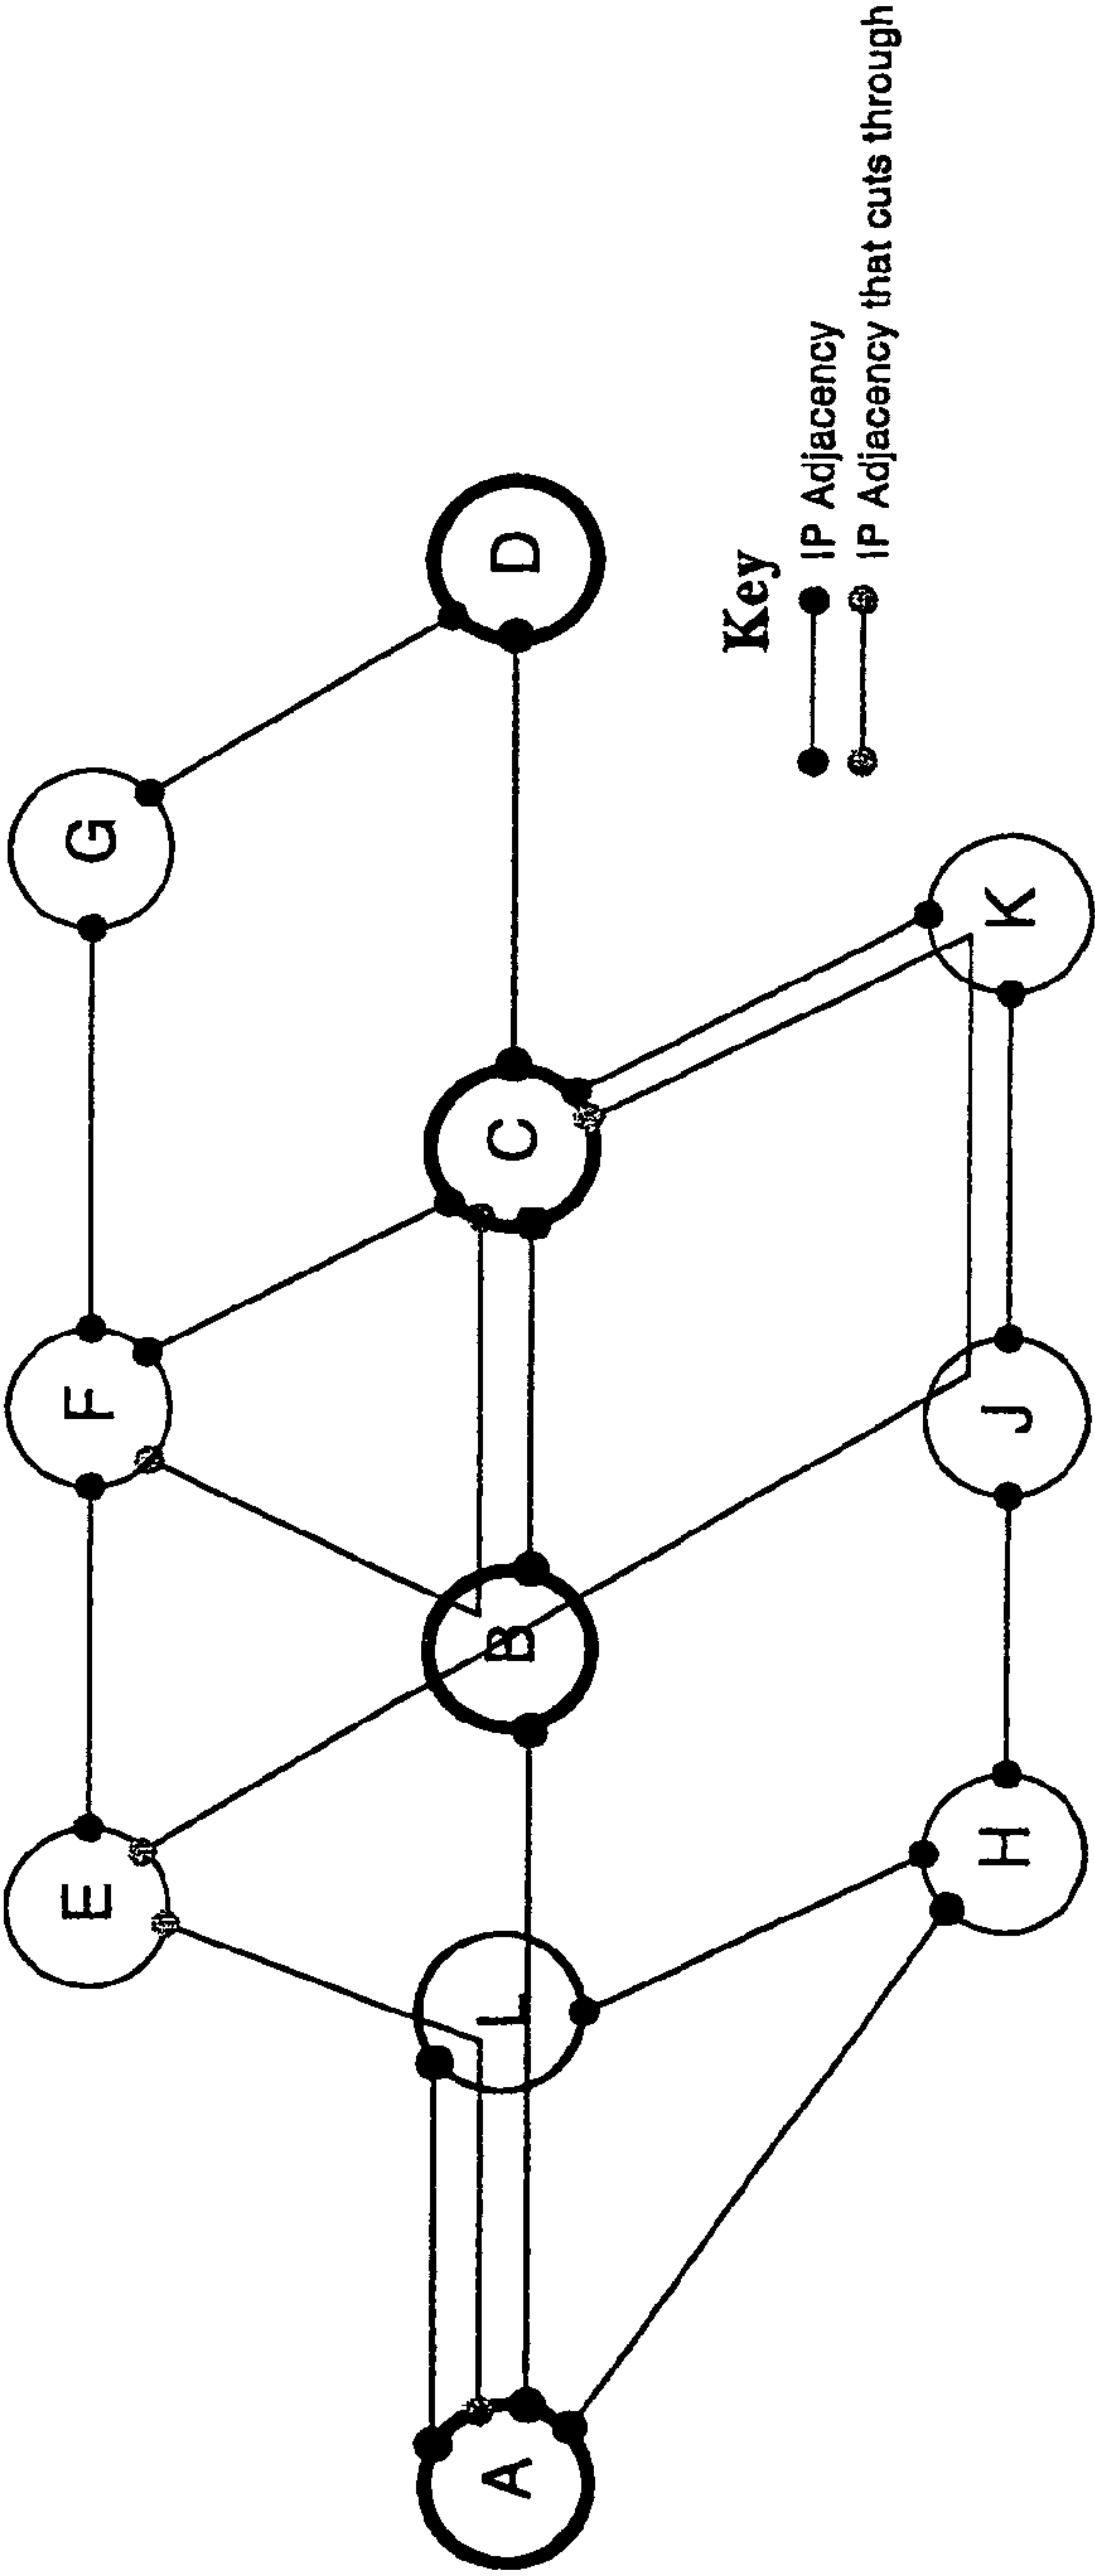 E
F
G
A
L
B
C
D
H
J
K
Key
IP Adjacency
IP Adjacency that cuts through